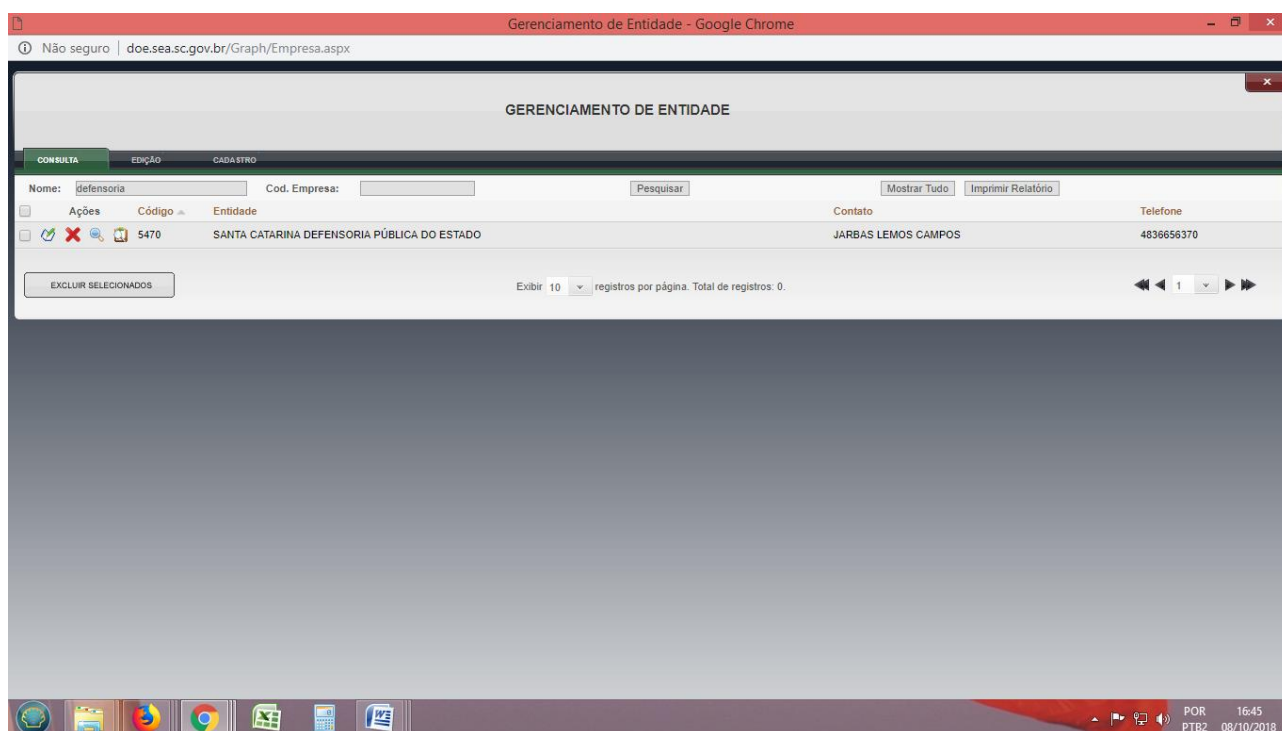 Gerenciamento de Entidade - Google Chrome
Não seguro | doe.sea.sc.gov.br/Graph/Empresa.aspx
GERENCIAMENTO DE ENTIDADE
CONSULTA EDIÇÃO CADASTRO
Nome: defensoria Cod. Empresa: Pesquisar Mostrar Tudo Imprimir Relatório
Ações Código Entidade Contato Telefone
5470 SANTA CATARINA DEFENSORIA PÚBLICA DO ESTADO JARBAS LEMOS CAMPOS 4836656370
EXCLUIR SELECIONADOS Exibir 10 registros por página. Total de registros: 0. 1
POR 16:45
PTB2 08/10/2018